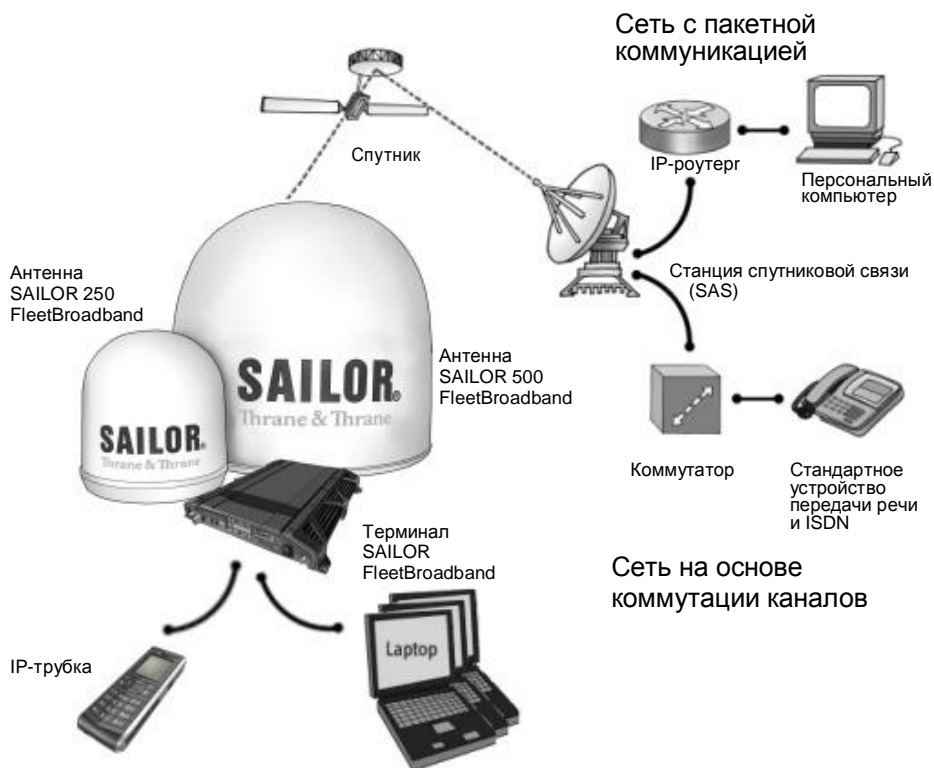 Сеть с пакетной
коммуникацией
Спутник
IP-роутерr
Персональный
компьютер
Антенна
SAILOR 250
FleetBroadband
Станция спутниковой связи
(SAS)
SAILOR®
Thrane & Thrane
Антенна
SAILOR 500
FleetBroadband
SAILOR®
Thrane & Thrane
Коммутатор
Стандартное
устройство
передачи речи
и ISDN
Терминал
SAILOR
FleetBroadband
Сеть на основе
коммутации каналов
Laptop
IP-трубка